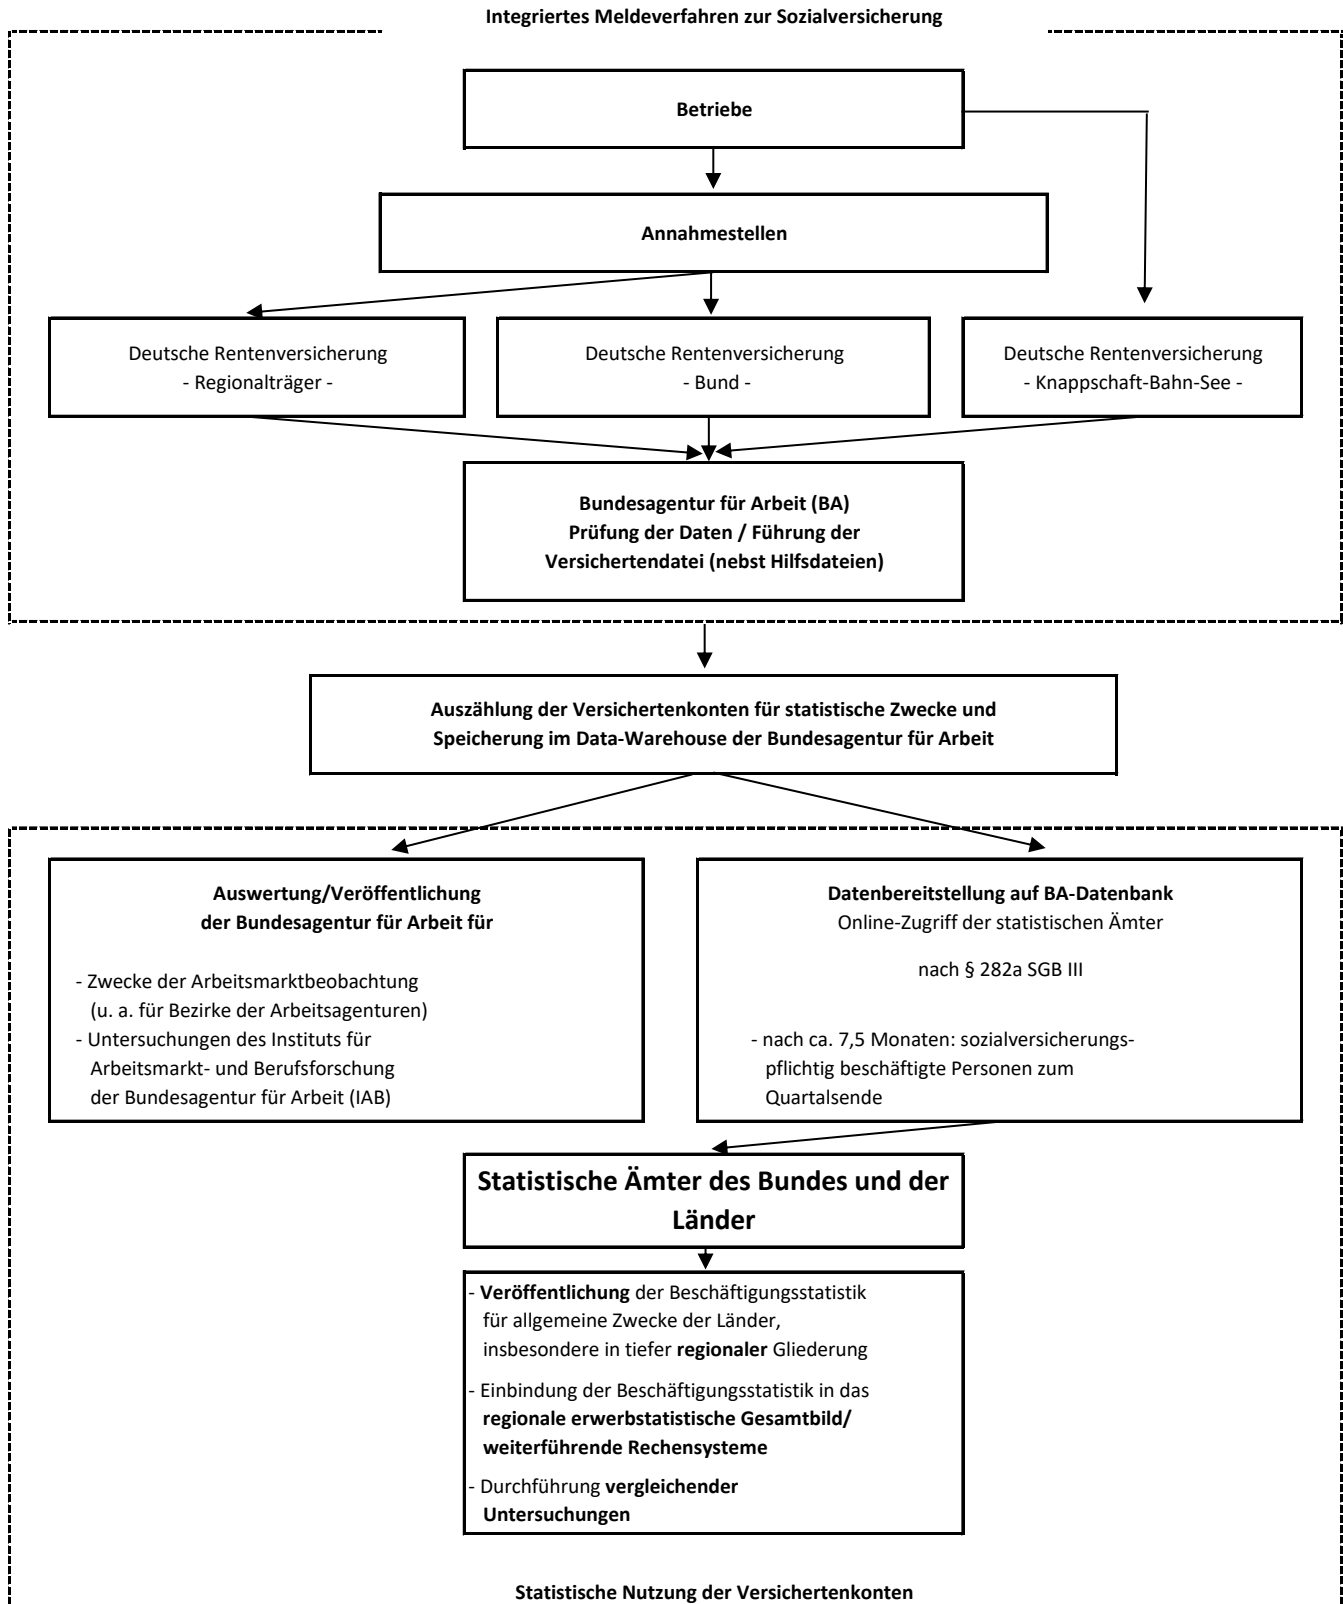 Integriertes Meldeverfahren zur Sozialversicherung
Betriebe
Annahmestellen
Deutsche Rentenversicherung
- Regionalträger -
Deutsche Rentenversicherung
- Bund -
Deutsche Rentenversicherung
- Knappschaft-Bahn-See -
Bundesagentur für Arbeit (BA)
Prüfung der Daten / Führung der
Versichertendatei (nebst Hilfsdateien)
Auszählung der Versichertenkonten für statistische Zwecke und
Speicherung im Data-Warehouse der Bundesagentur für Arbeit
Auswertung/Veröffentlichung
der Bundesagentur für Arbeit für
- Zwecke der Arbeitsmarktbeobachtung
(u. a. für Bezirke der Arbeitsagenturen)
- Untersuchungen des Instituts für
Arbeitsmarkt- und Berufsforschung
der Bundesagentur für Arbeit (IAB)
Datenbereitstellung auf BA-Datenbank
Online-Zugriff der statistischen Ämter
nach § 282a SGB III
- nach ca. 7,5 Monaten: sozialversicherungs-
pflichtig beschäftigte Personen zum
Quartalsende
Statistische Ämter des Bundes und der
Länder
- Veröffentlichung der Beschäftigungsstatistik
für allgemeine Zwecke der Länder,
insbesondere in tiefer regionaler Gliederung
- Einbindung der Beschäftigungsstatistik in das
regionale erwerbstatistische Gesamtbild/
weiterführende Rechensysteme
- Durchführung vergleichender
Untersuchungen
Statistische Nutzung der Versichertenkonten